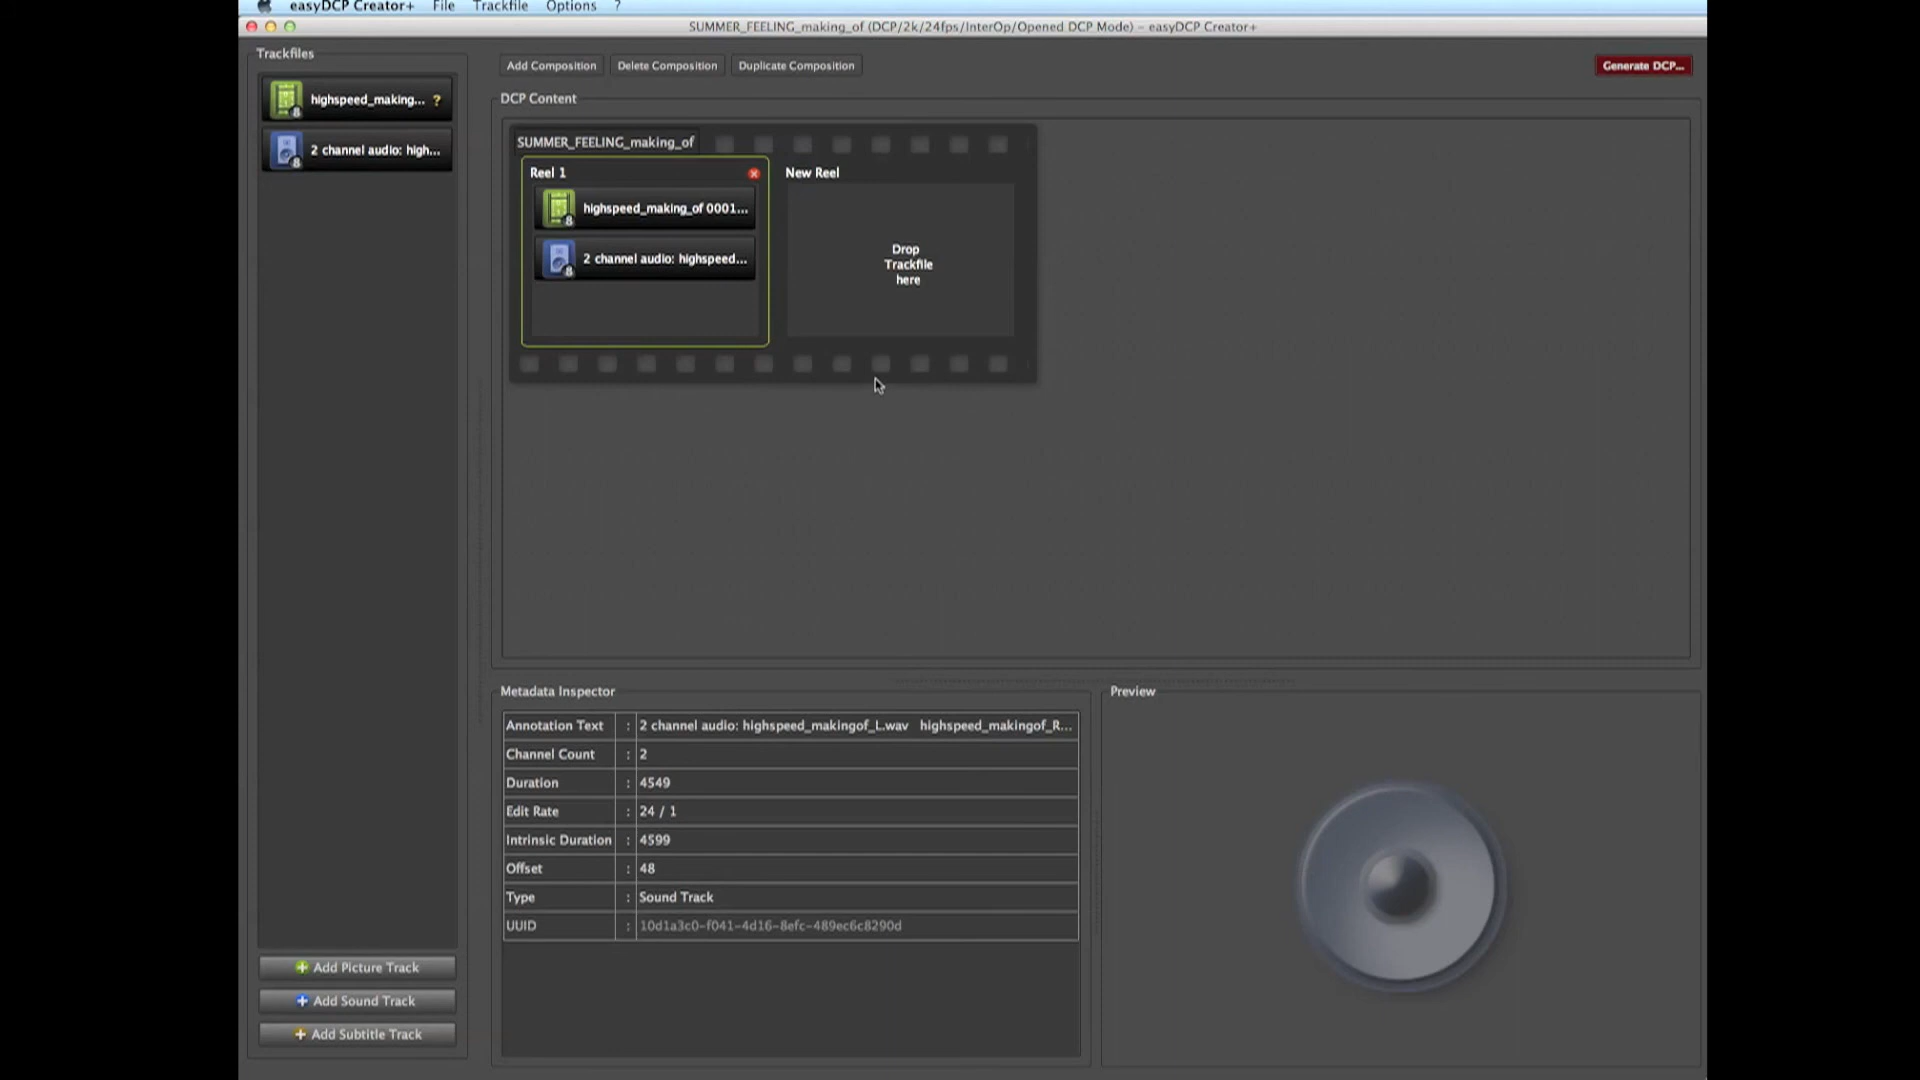 easyDCP Creator+ File Trackfile Options ?
SUMMER_FEELING_making_of (DCP/2k/24fps/InterOp/Opened DCP Mode) - easyDCP Creator+
Trackfiles
highspeed_making... ?
8
2 channel audio: high...
8
Add Composition
Delete Composition
Duplicate Composition
Generate DCP...
DCP Content
SUMMER_FEELING_making_of
Reel 1
highspeed_making_of 0001...
8
2 channel audio: highspeed...
8
New Reel
Drop
Trackfile
here
Metadata Inspector
Annotation Text : 2 channel audio: highspeed_makingof_L.wav highspeed_makingof_R...
Channel Count : 2
Duration : 4549
Edit Rate : 24 / 1
Intrinsic Duration : 4599
Offset : 48
Type : Sound Track
UUID : 10d1a3c0-f041-4d16-8efc-489ec6c8290d
Preview
Add Picture Track
Add Sound Track
Add Subtitle Track